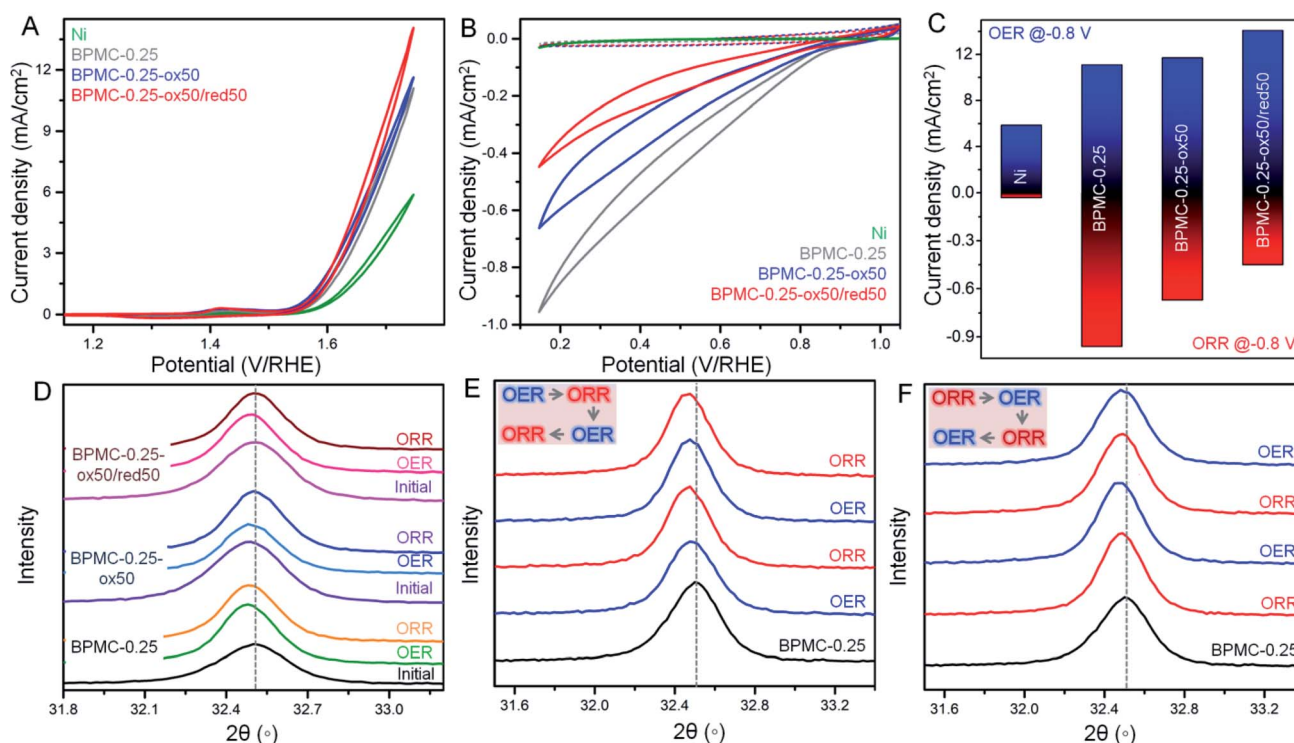 A
Ni
BPMC-0.25
BPMC-0.25-ox50
BPMC-0.25-ox50/red50
Current density (mA/cm²)
12
9
6
3
0
1.2
1.4
1.6
1.8
Potential (V/RHE)
B
Current density (mA/cm²)
0.0
-0.2
-0.4
-0.6
-0.8
-1.0
Ni
BPMC-0.25
BPMC-0.25-ox50
BPMC-0.25-ox50/red50
0.2
0.4
0.6
0.8
1.0
Potential (V/RHE)
C
OER @-0.8 V
Current density (mA/cm²)
12
8
4
0.0
-0.3
-0.6
-0.9
Ni
BPMC-0.25
BPMC-0.25-ox50
BPMC-0.25-ox50/red50
ORR @-0.8 V
D
Intensity
BPMC-0.25-
ox50/red50
ORR
OER
Initial
BPMC-0.25-
ox50
ORR
OER
Initial
BPMC-0.25
ORR
OER
Initial
31.8
32.1
32.4
32.7
33.0
2θ (○)
E
OER → ORR
↓
ORR ← OER
Intensity
ORR
OER
ORR
OER
BPMC-0.25
31.6
32.0
32.4
32.8
33.2
2θ (○)
F
ORR → OER
↓
OER ← ORR
Intensity
OER
ORR
OER
ORR
BPMC-0.25
31.6
32.0
32.4
32.8
33.2
2θ (○)